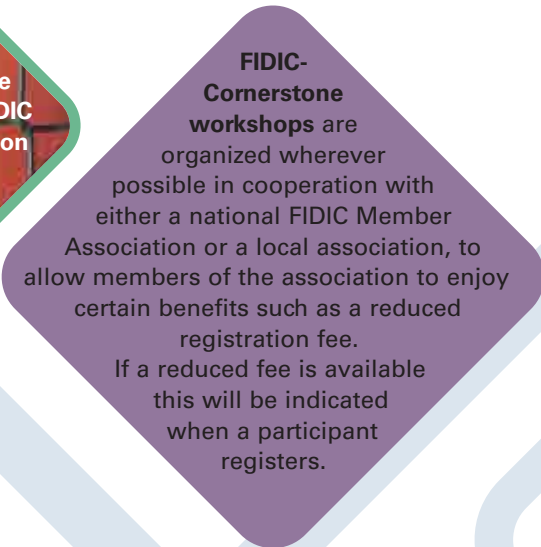 DIC
on
FIDIC-
Cornerstone
workshops are
organized wherever
possible in cooperation with
either a national FIDIC Member
Association or a local association, to
allow members of the association to enjoy
certain benefits such as a reduced
registration fee.
If a reduced fee is available
this will be indicated
when a participant
registers.